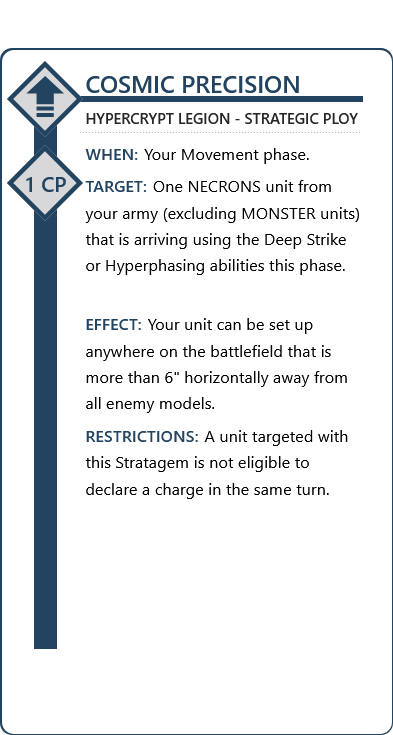 COSMIC PRECISION
HYPERCRYPT LEGION - STRATEGIC PLOY
WHEN: Your Movement phase.
1 CP
TARGET: One NECRONS unit from
your army (excluding MONSTER units)
that is arriving using the Deep Strike
or Hyperphasing abilities this phase.
EFFECT: Your unit can be set up
anywhere on the battlefield that is
more than 6" horizontally away from
all enemy models.
RESTRICTIONS: A unit targeted with
this Stratagem is not eligible to
declare a charge in the same turn.